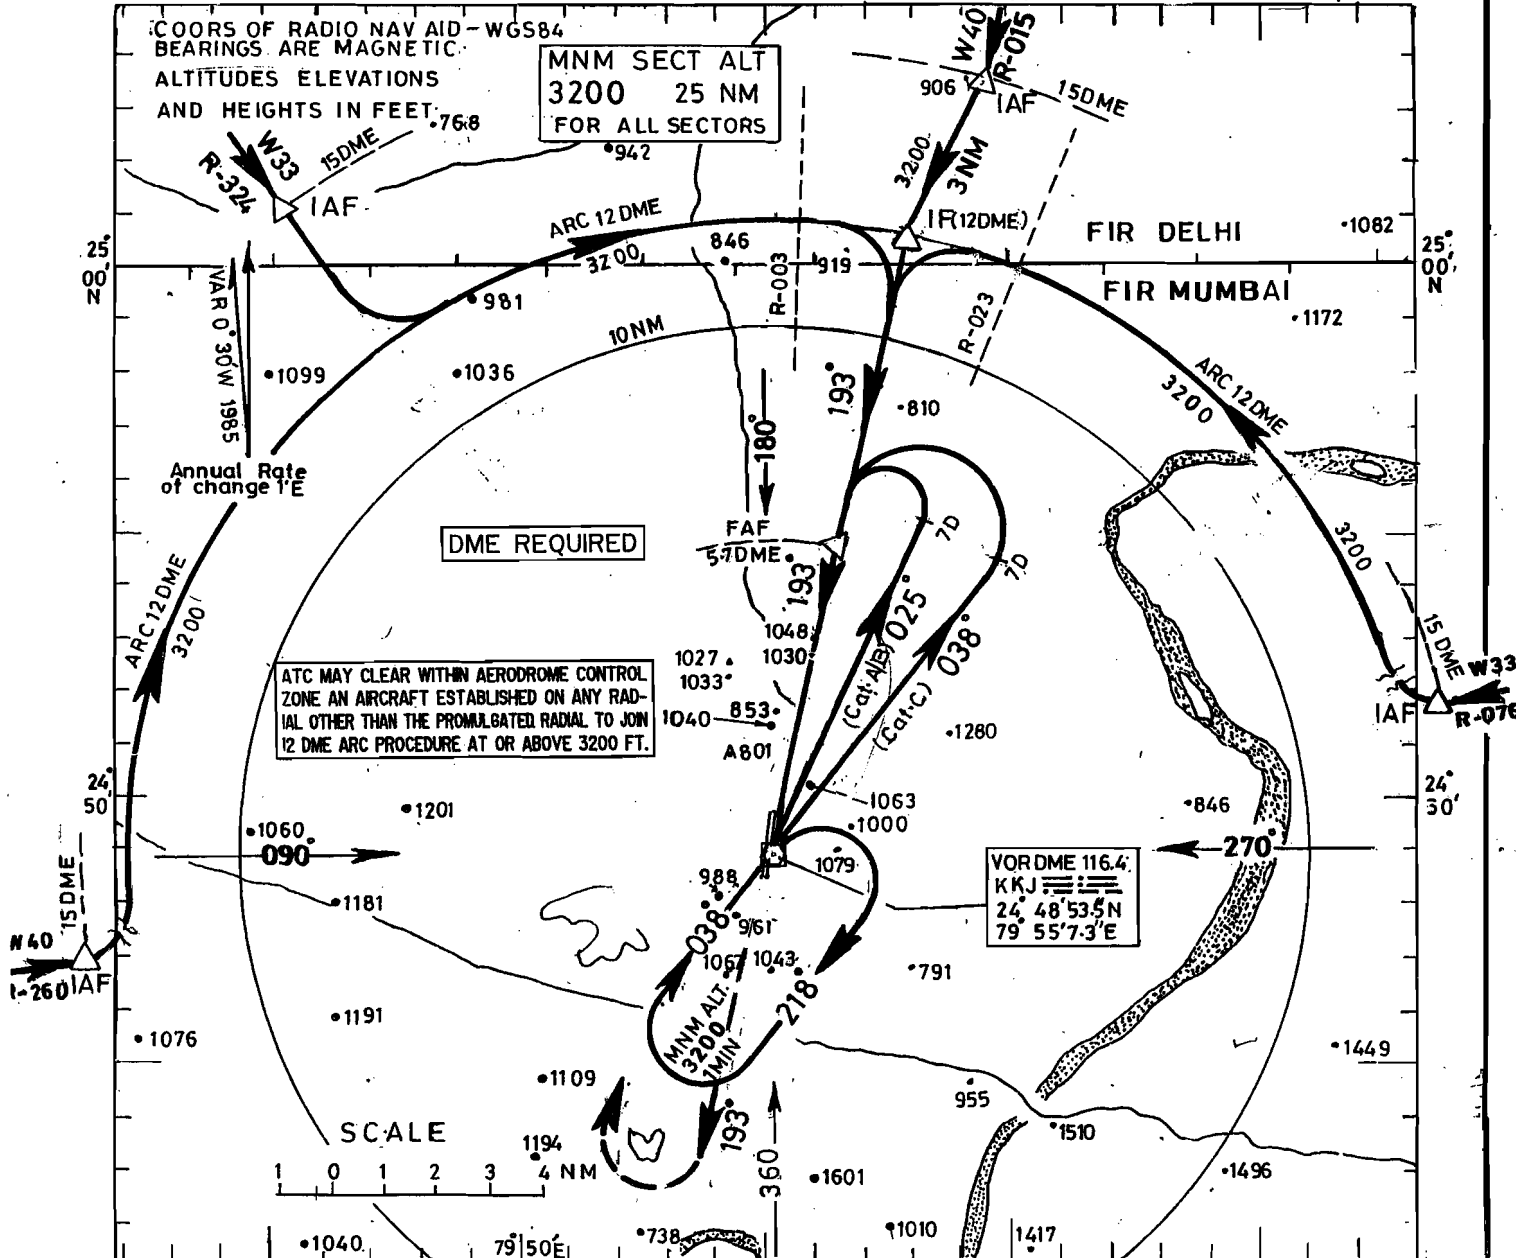 COORS OF RADIO NAV AID-WGS84
BEARINGS ARE MAGNETIC
ALTITUDES ELEVATIONS
AND HEIGHTS IN FEET
MNM SECT ALT
3200 25 NM
FOR ALL SECTORS
W40
R-015
906
IAF
15DME
768
942
W33
R-324
15DME
IAF
3200
3NM
IF(12DME)
FIR DELHI
1082
ARC 12 DME
3200
846
919
R-003
25°
00'
N
25°
00'
N
FIR MUMBAI
981
VAR 0°30'W 1985
10NM
R-023
1172
1099
1036
193°
810
ARC 12 DME
3200
180°
Annual Rate
of change 1'E
DME REQUIRED
FAF
5.7DME
7D
7D
3200
193°
ARC 12 DME
3200
025°
(Cat.A/B)
038°
(Cat.C)
1048
1030
1027
1033
15 DME
W33
IAF
R-076
ATC MAY CLEAR WITHIN AERODROME CONTROL
ZONE AN AIRCRAFT ESTABLISHED ON ANY RAD-
IAL OTHER THAN THE PROMULGATED RADIAL TO JOIN
12 DME ARC PROCEDURE AT OR ABOVE 3200 FT.
853
1040
A801
1280
24°
50'
1201
1063
1000
846
24°
1060
090°
270°
1079
VOR DME 116.4
KKJ
24° 48'53.5"N
79° 55'7.3"E
15DME
1181
988
961
038°
1067
1043
791
218
IAF
1191
1076
MNM ALT.
3200
1MIN
1449
1109
955
1510
193°
SCALE
1194
1 0 1 2 3 4 NM
360
1601
1496
1040
79°50'E
738
1010
1417